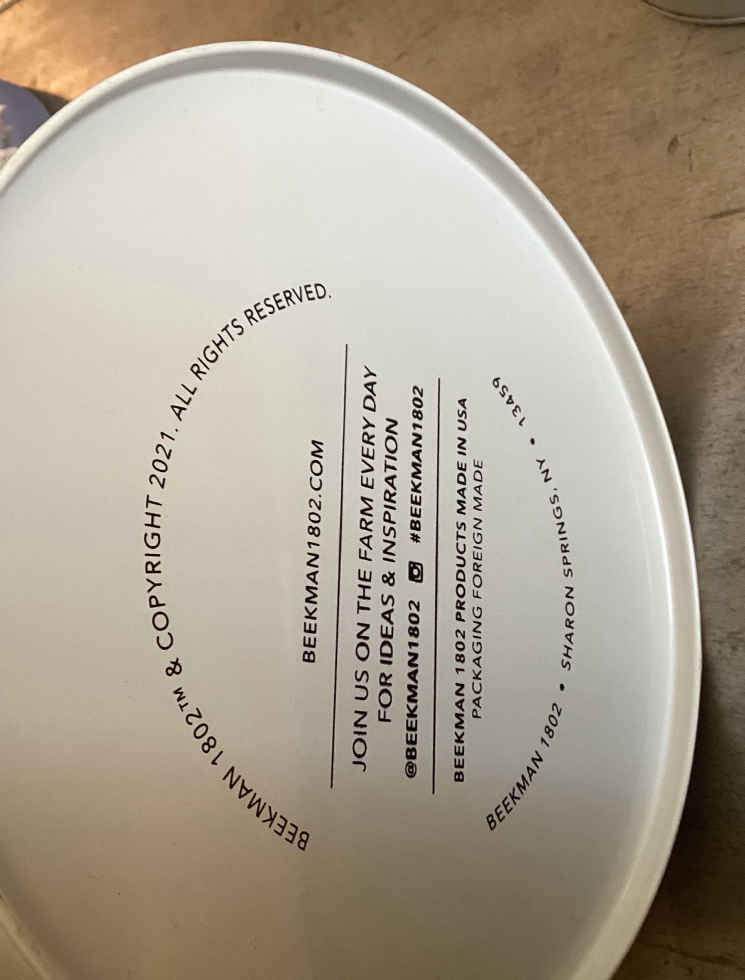 BEEKMAN 1802™ & COPYRIGHT 2021. ALL RIGHTS RESERVED.
BEEKMAN1802.COM
JOIN US ON THE FARM EVERY DAY
FOR IDEAS & INSPIRATION
@BEEKMAN1802 #BEEKMAN1802
BEEKMAN 1802 PRODUCTS MADE IN USA
PACKAGING FOREIGN MADE
BEEKMAN 1802 • SHARON SPRINGS, NY • 13459